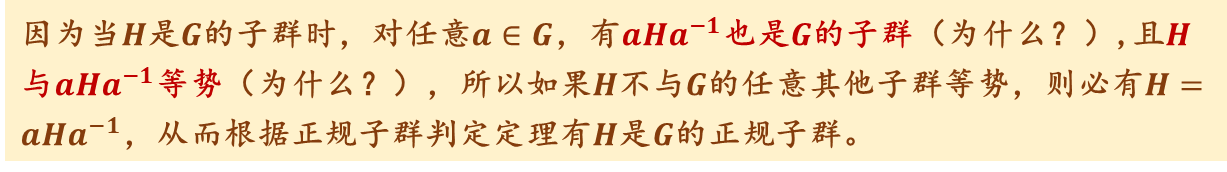 因为当H是G的子群时，对任意a ∈ G，有aHa⁻¹也是G的子群（为什么？）,且H
与aHa⁻¹等势（为什么？），所以如果H不与G的任意其他子群等势，则必有H =
aHa⁻¹，从而根据正规子群判定定理有H是G的正规子群。